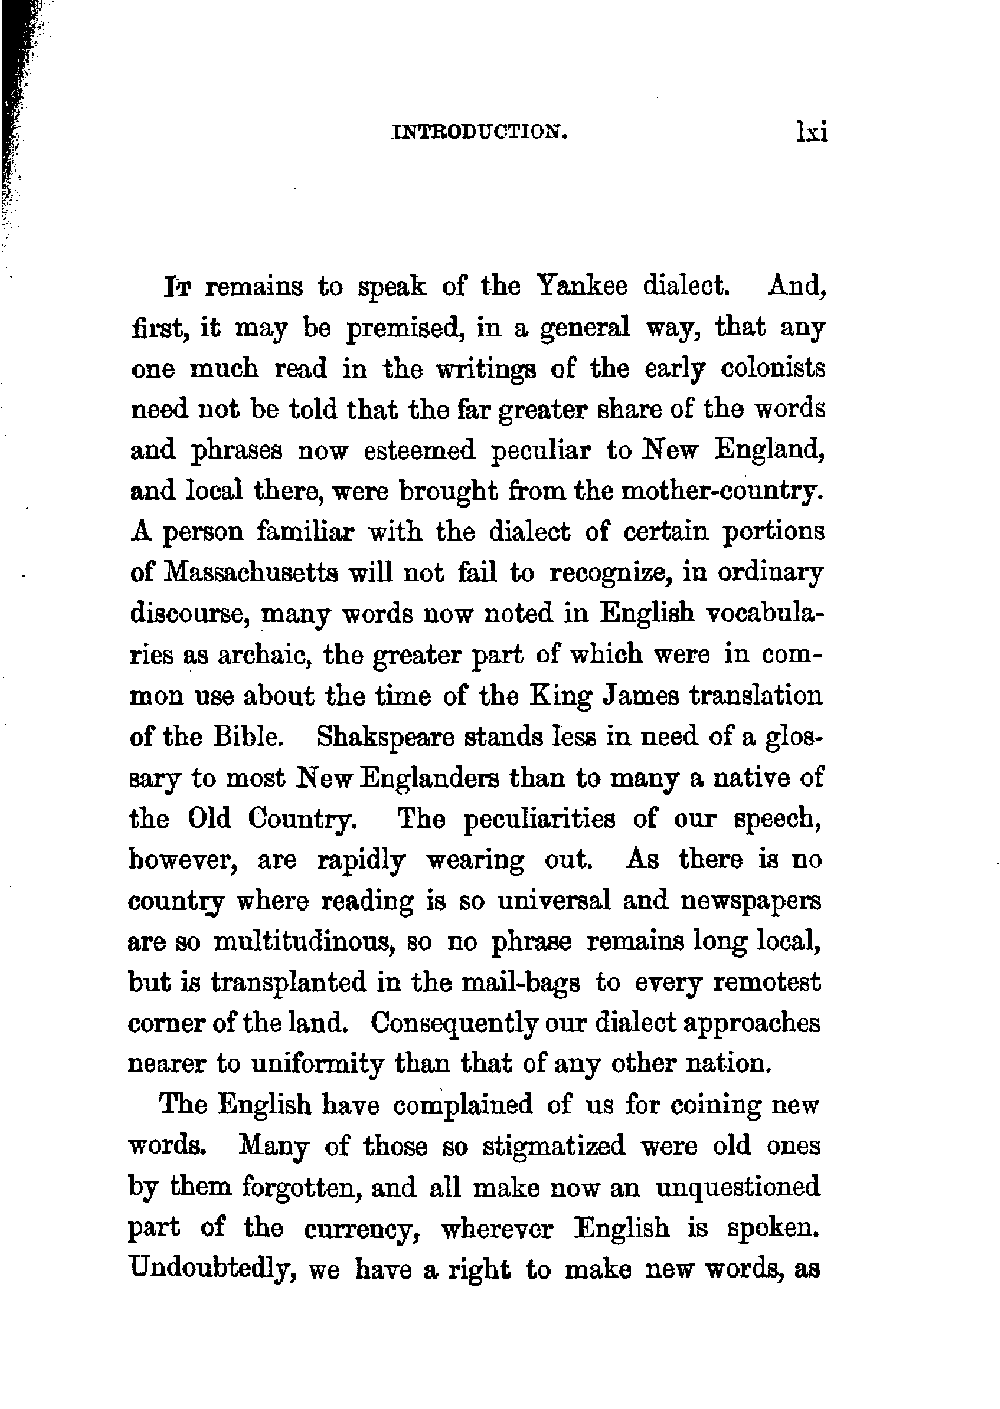 INTRODUCTION. lxi
IT remains to speak of the Yankee dialect. And,
first, it may be premised, in a general way, that any
one much read in the writings of the early colonists
need not be told that the far greater share of the words
and phrases now esteemed peculiar to New England,
and local there, were brought from the mother-country.
A person familiar with the dialect of certain portions
of Massachusetts will not fail to recognize, in ordinary
discourse, many words now noted in English vocabula-
ries as archaic, the greater part of which were in com-
mon use about the time of the King James translation
of the Bible. Shakspeare stands less in need of a glos-
sary to most New Englanders than to many a native of
the Old Country. The peculiarities of our speech,
however, are rapidly wearing out. As there is no
country where reading is so universal and newspapers
are so multitudinous, so no phrase remains long local,
but is transplanted in the mail-bags to every remotest
corner of the land. Consequently our dialect approaches
nearer to uniformity than that of any other nation.
The English have complained of us for coining new
words. Many of those so stigmatized were old ones
by them forgotten, and all make now an unquestioned
part of the currency, wherever English is spoken.
Undoubtedly, we have a right to make new words, as